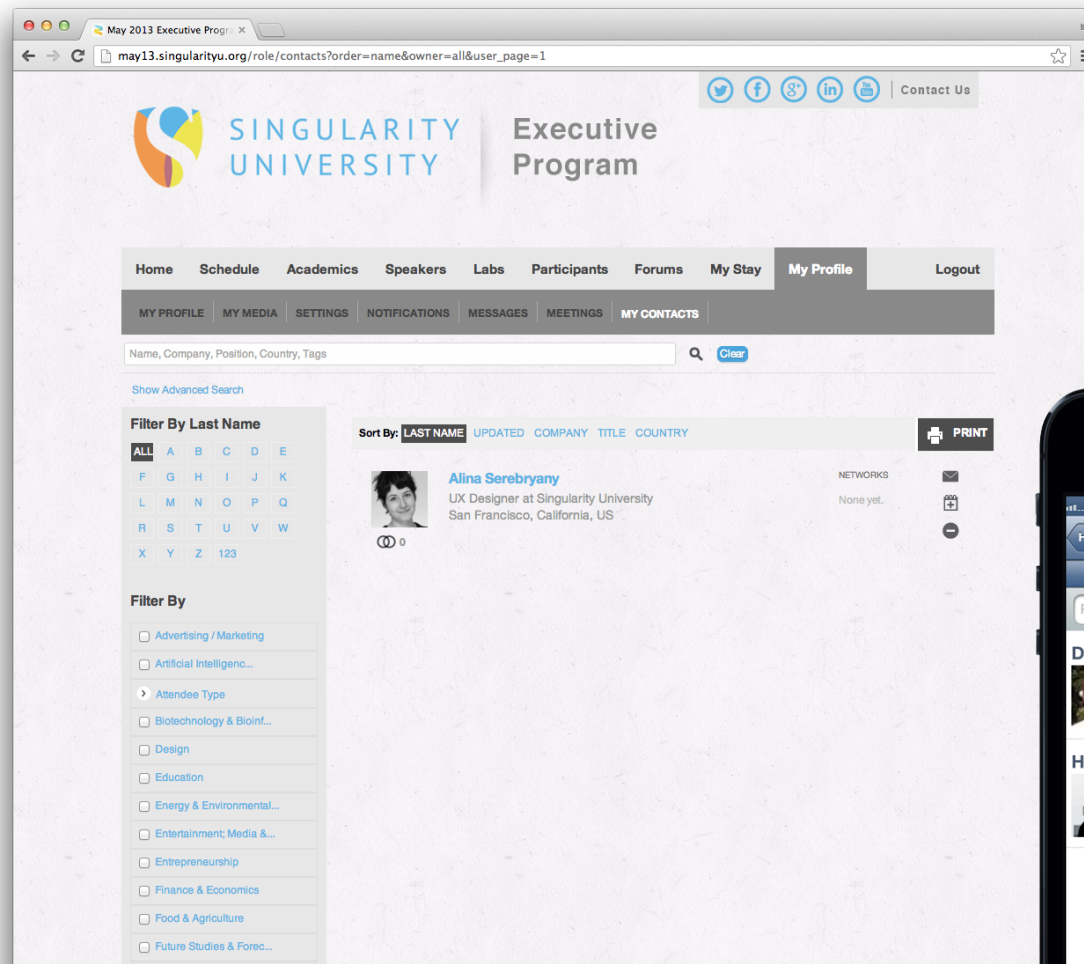 May 2013 Executive Progr
may13.singularityu.org/role/contacts?order=name&owner=all&user_page=1
Contact Us
SINGULARITY
UNIVERSITY
Executive
Program
Home Schedule Academics Speakers Labs Participants Forums My Stay My Profile Logout
MY PROFILE MY MEDIA SETTINGS NOTIFICATIONS MESSAGES MEETINGS MY CONTACTS
Name, Company, Position, Country, Tags Clear
Show Advanced Search
Filter By Last Name
ALL A B C D E
F G H I J K
L M N O P Q
R S T U V W
X Y Z 123
Sort By: LAST NAME UPDATED COMPANY TITLE COUNTRY PRINT
Alina Serebryany
UX Designer at Singularity University
San Francisco, California, US
0
NETWORKS
None yet.
Filter By
Advertising / Marketing
Artificial Intelligenc...
Attendee Type
Biotechnology & Bioinf...
Design
Education
Energy & Environmental...
Entertainment; Media &...
Entrepreneurship
Finance & Economics
Food & Agriculture
Future Studies & Forec...
H
D
H